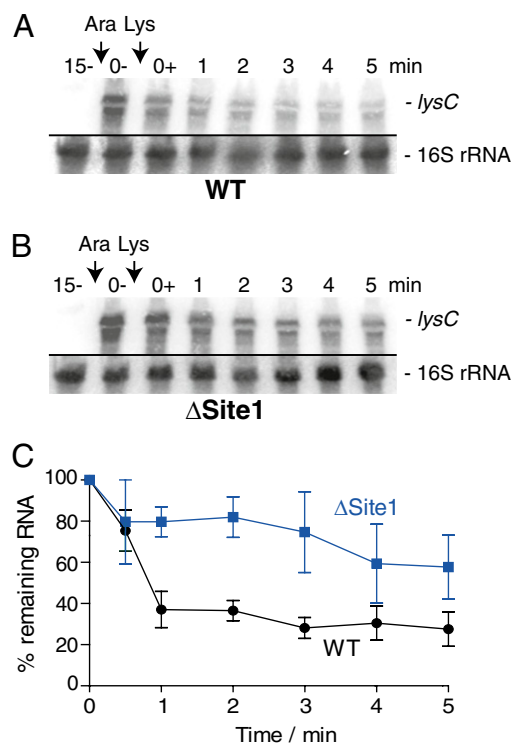 A
Ara Lys
15- 0- 0+ 1 2 3 4 5 min
- lysC
- 16S rRNA
WT
B
Ara Lys
15- 0- 0+ 1 2 3 4 5 min
- lysC
- 16S rRNA
ΔSite1
C
% remaining RNA
100
80
60
40
20
0
ΔSite1
WT
0 1 2 3 4 5
Time / min